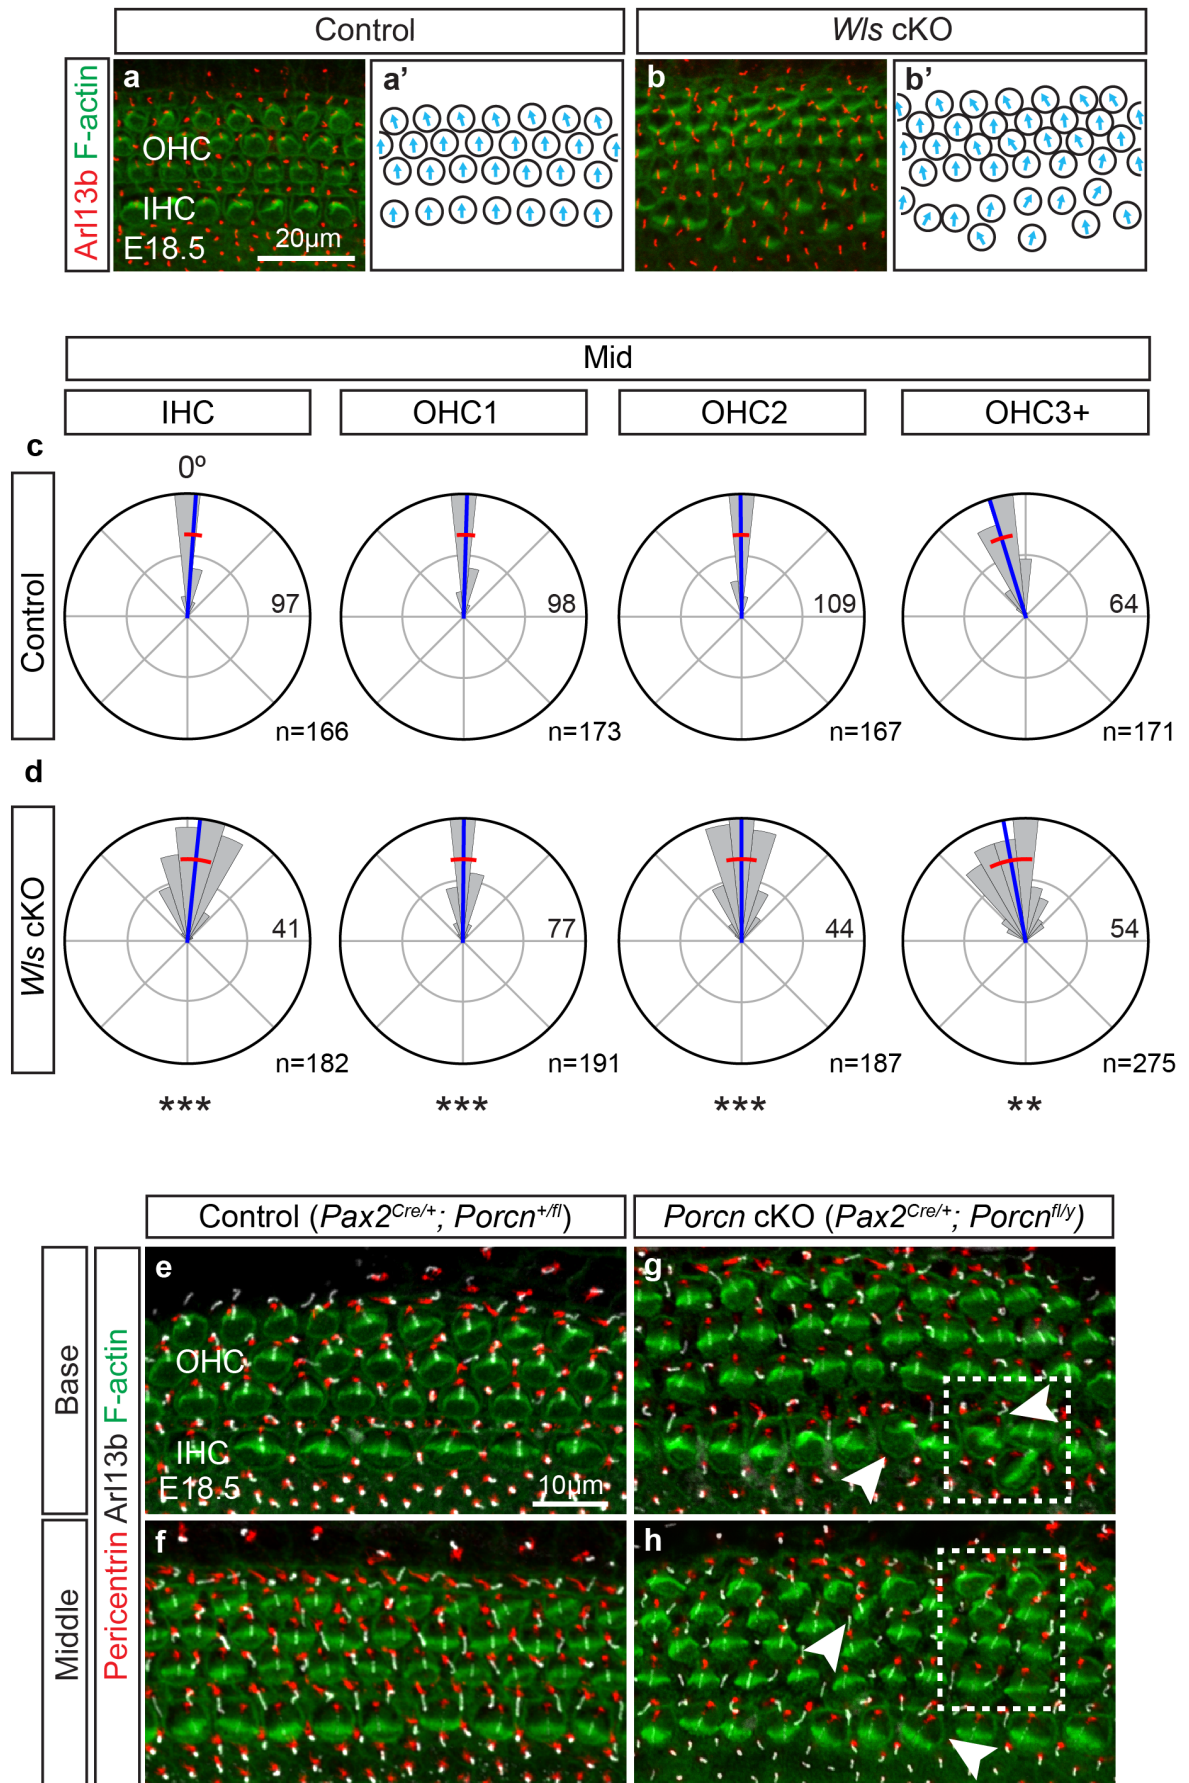 Control
Wls cKO
Arl13b F-actin
a
OHC
IHC
E18.5
20μm
a’
b
b’
Mid
IHC
OHC1
OHC2
OHC3+
c
Control
0º
97
n=166
98
n=173
109
n=167
64
n=171
d
Wls cKO
41
n=182
77
n=191
44
n=187
54
n=275
***
***
***
**
Control (Pax2Cre/+; Porcn+/fl)
Porcn cKO (Pax2Cre/+; Porcnfl/y)
Base
Middle
Pericentrin Arl13b F-actin
e
OHC
IHC
E18.5
10μm
g
f
h